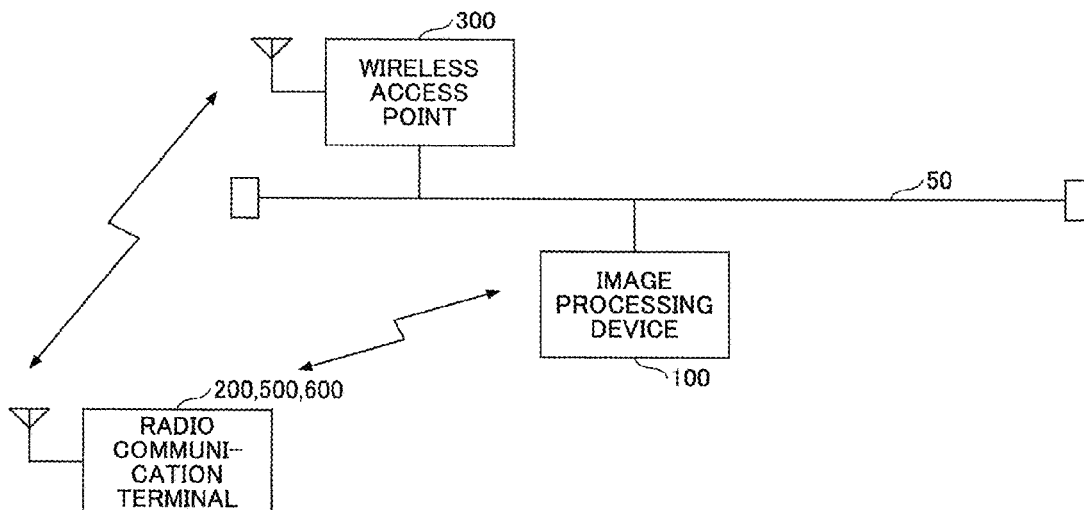 300
WIRELESS
ACCESS
POINT
50
IMAGE
PROCESSING
DEVICE
100
200,500,600
RADIO
COMMUNI-
CATION
TERMINAL